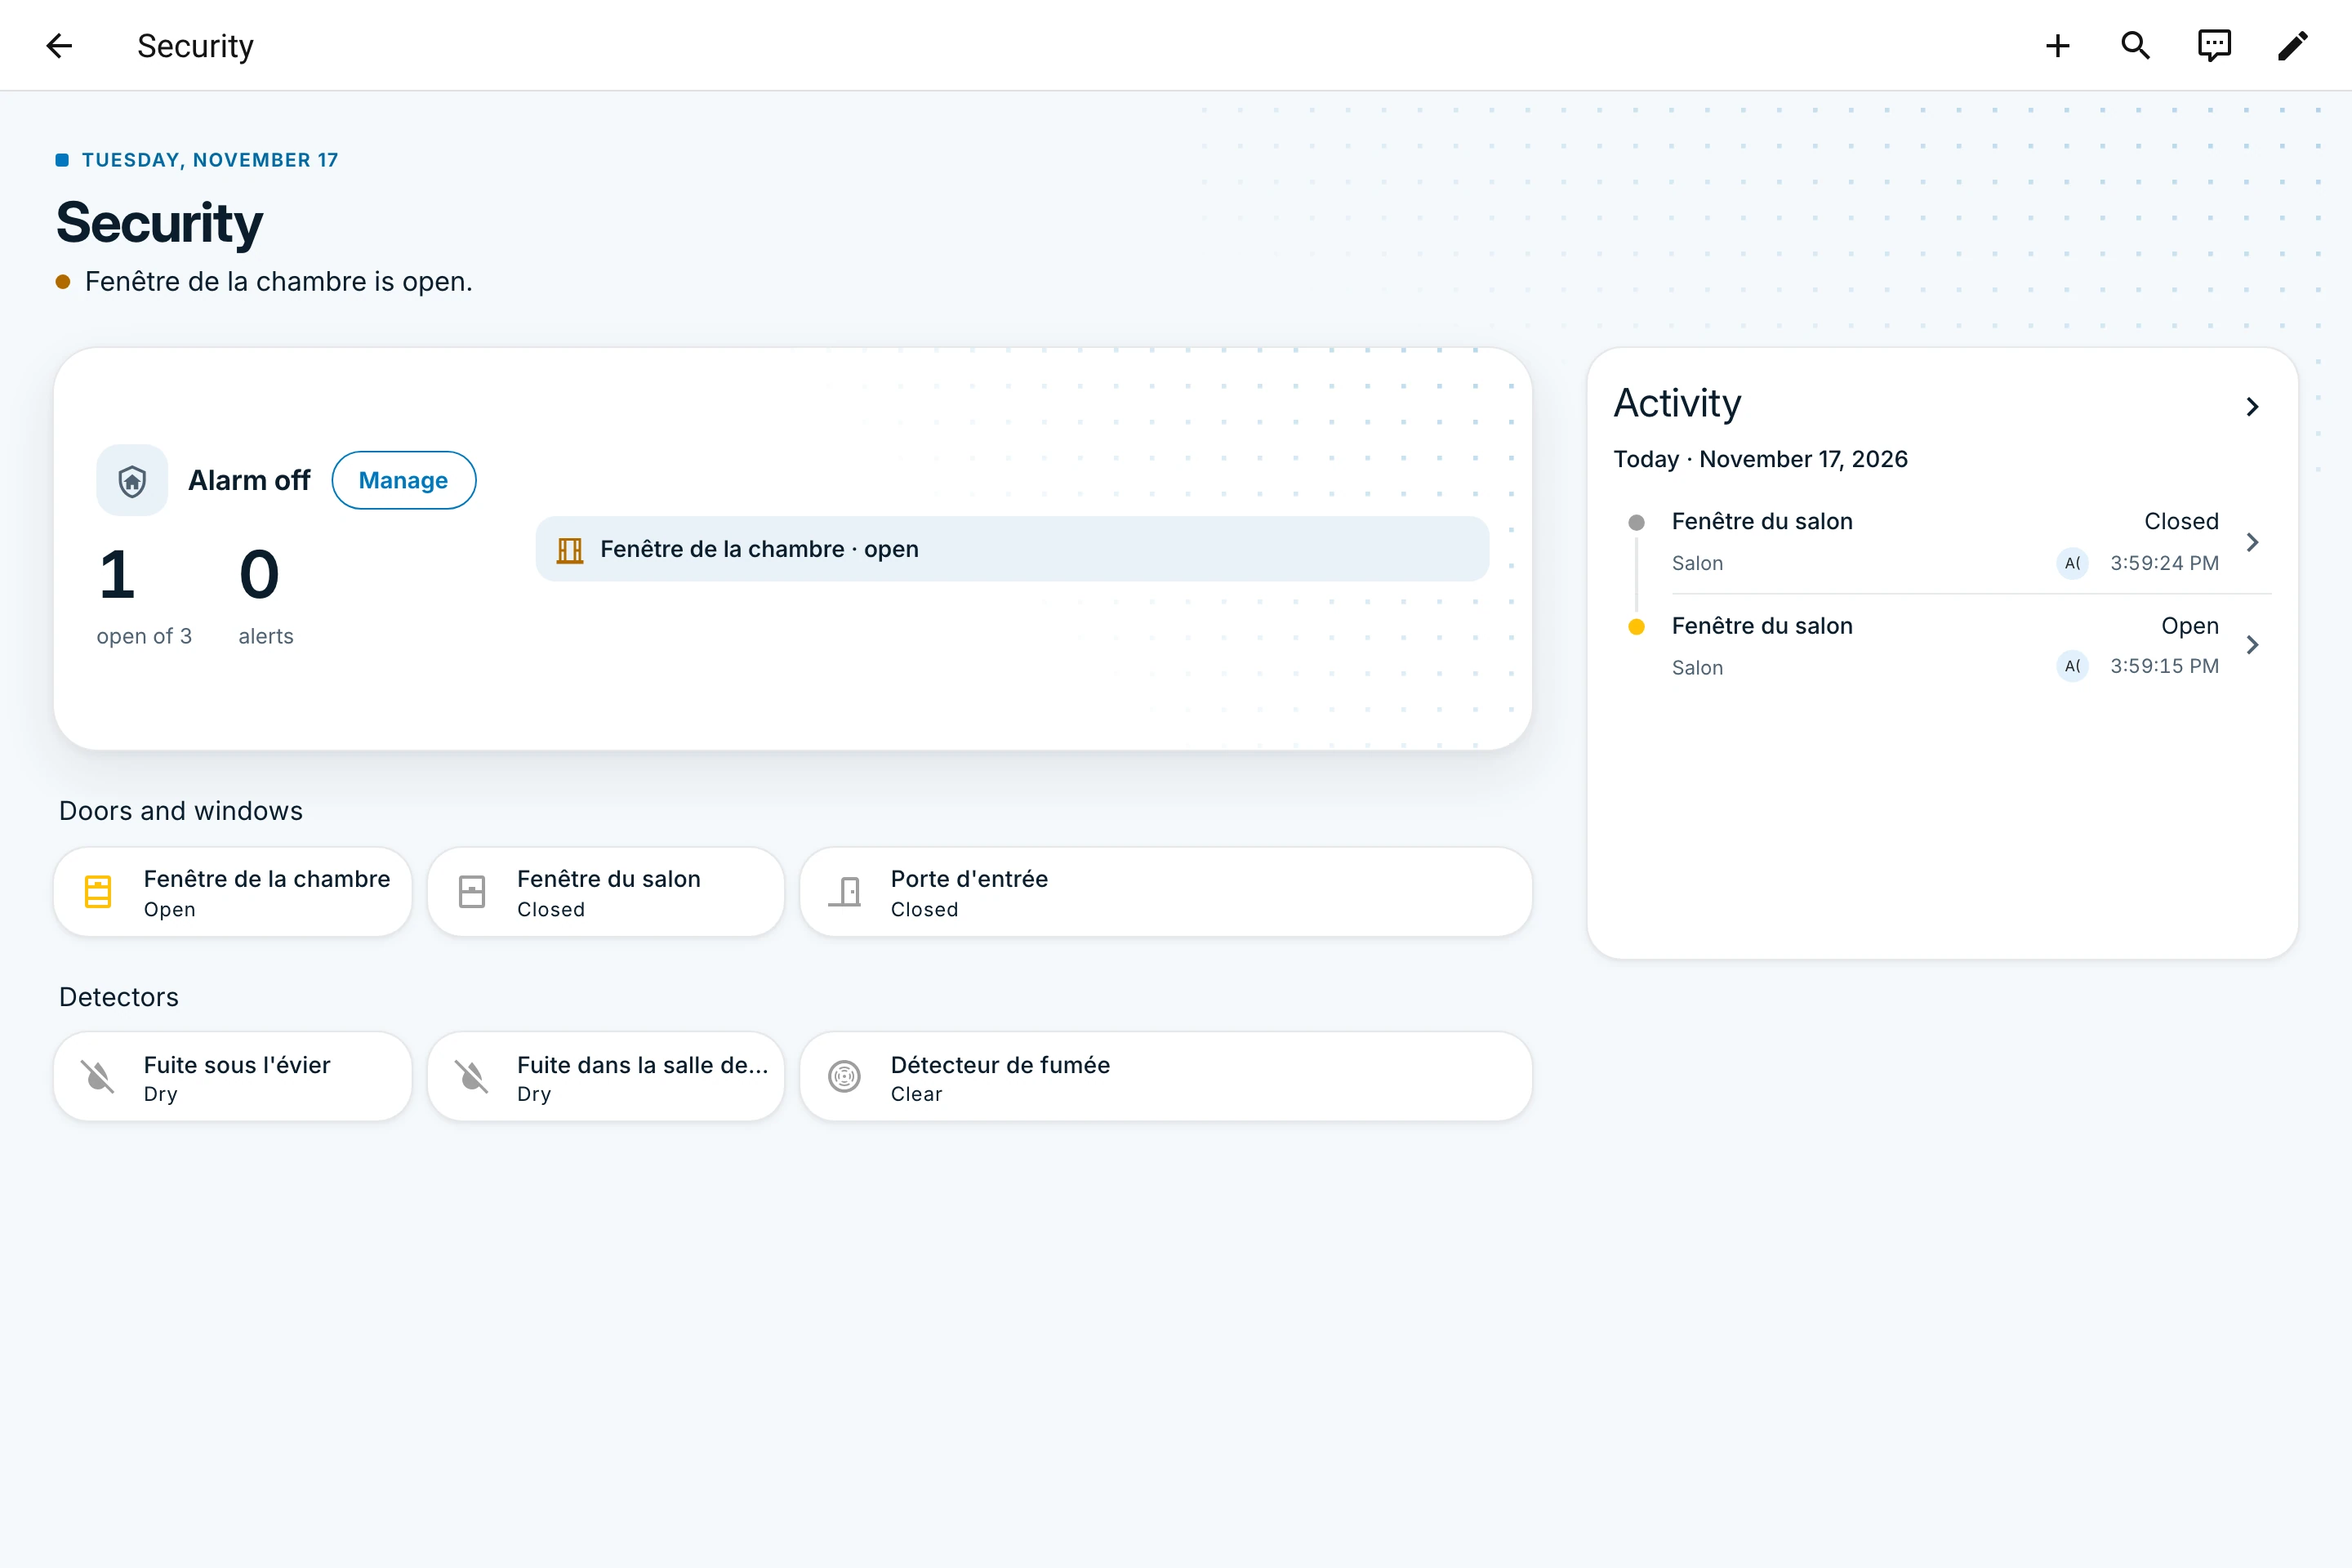 Security
TUESDAY, NOVEMBER 17
Security
Fenêtre de la chambre is open.
Alarm off
Manage
1
open of 3
0
alerts
Fenêtre de la chambre · open
Activity
Today · November 17, 2026
Fenêtre du salon
Closed
Salon
A(
3:59:24 PM
Fenêtre du salon
Open
Salon
A(
3:59:15 PM
Doors and windows
Fenêtre de la chambre
Open
Fenêtre du salon
Closed
Porte d'entrée
Closed
Detectors
Fuite sous l'évier
Dry
Fuite dans la salle de...
Dry
Détecteur de fumée
Clear